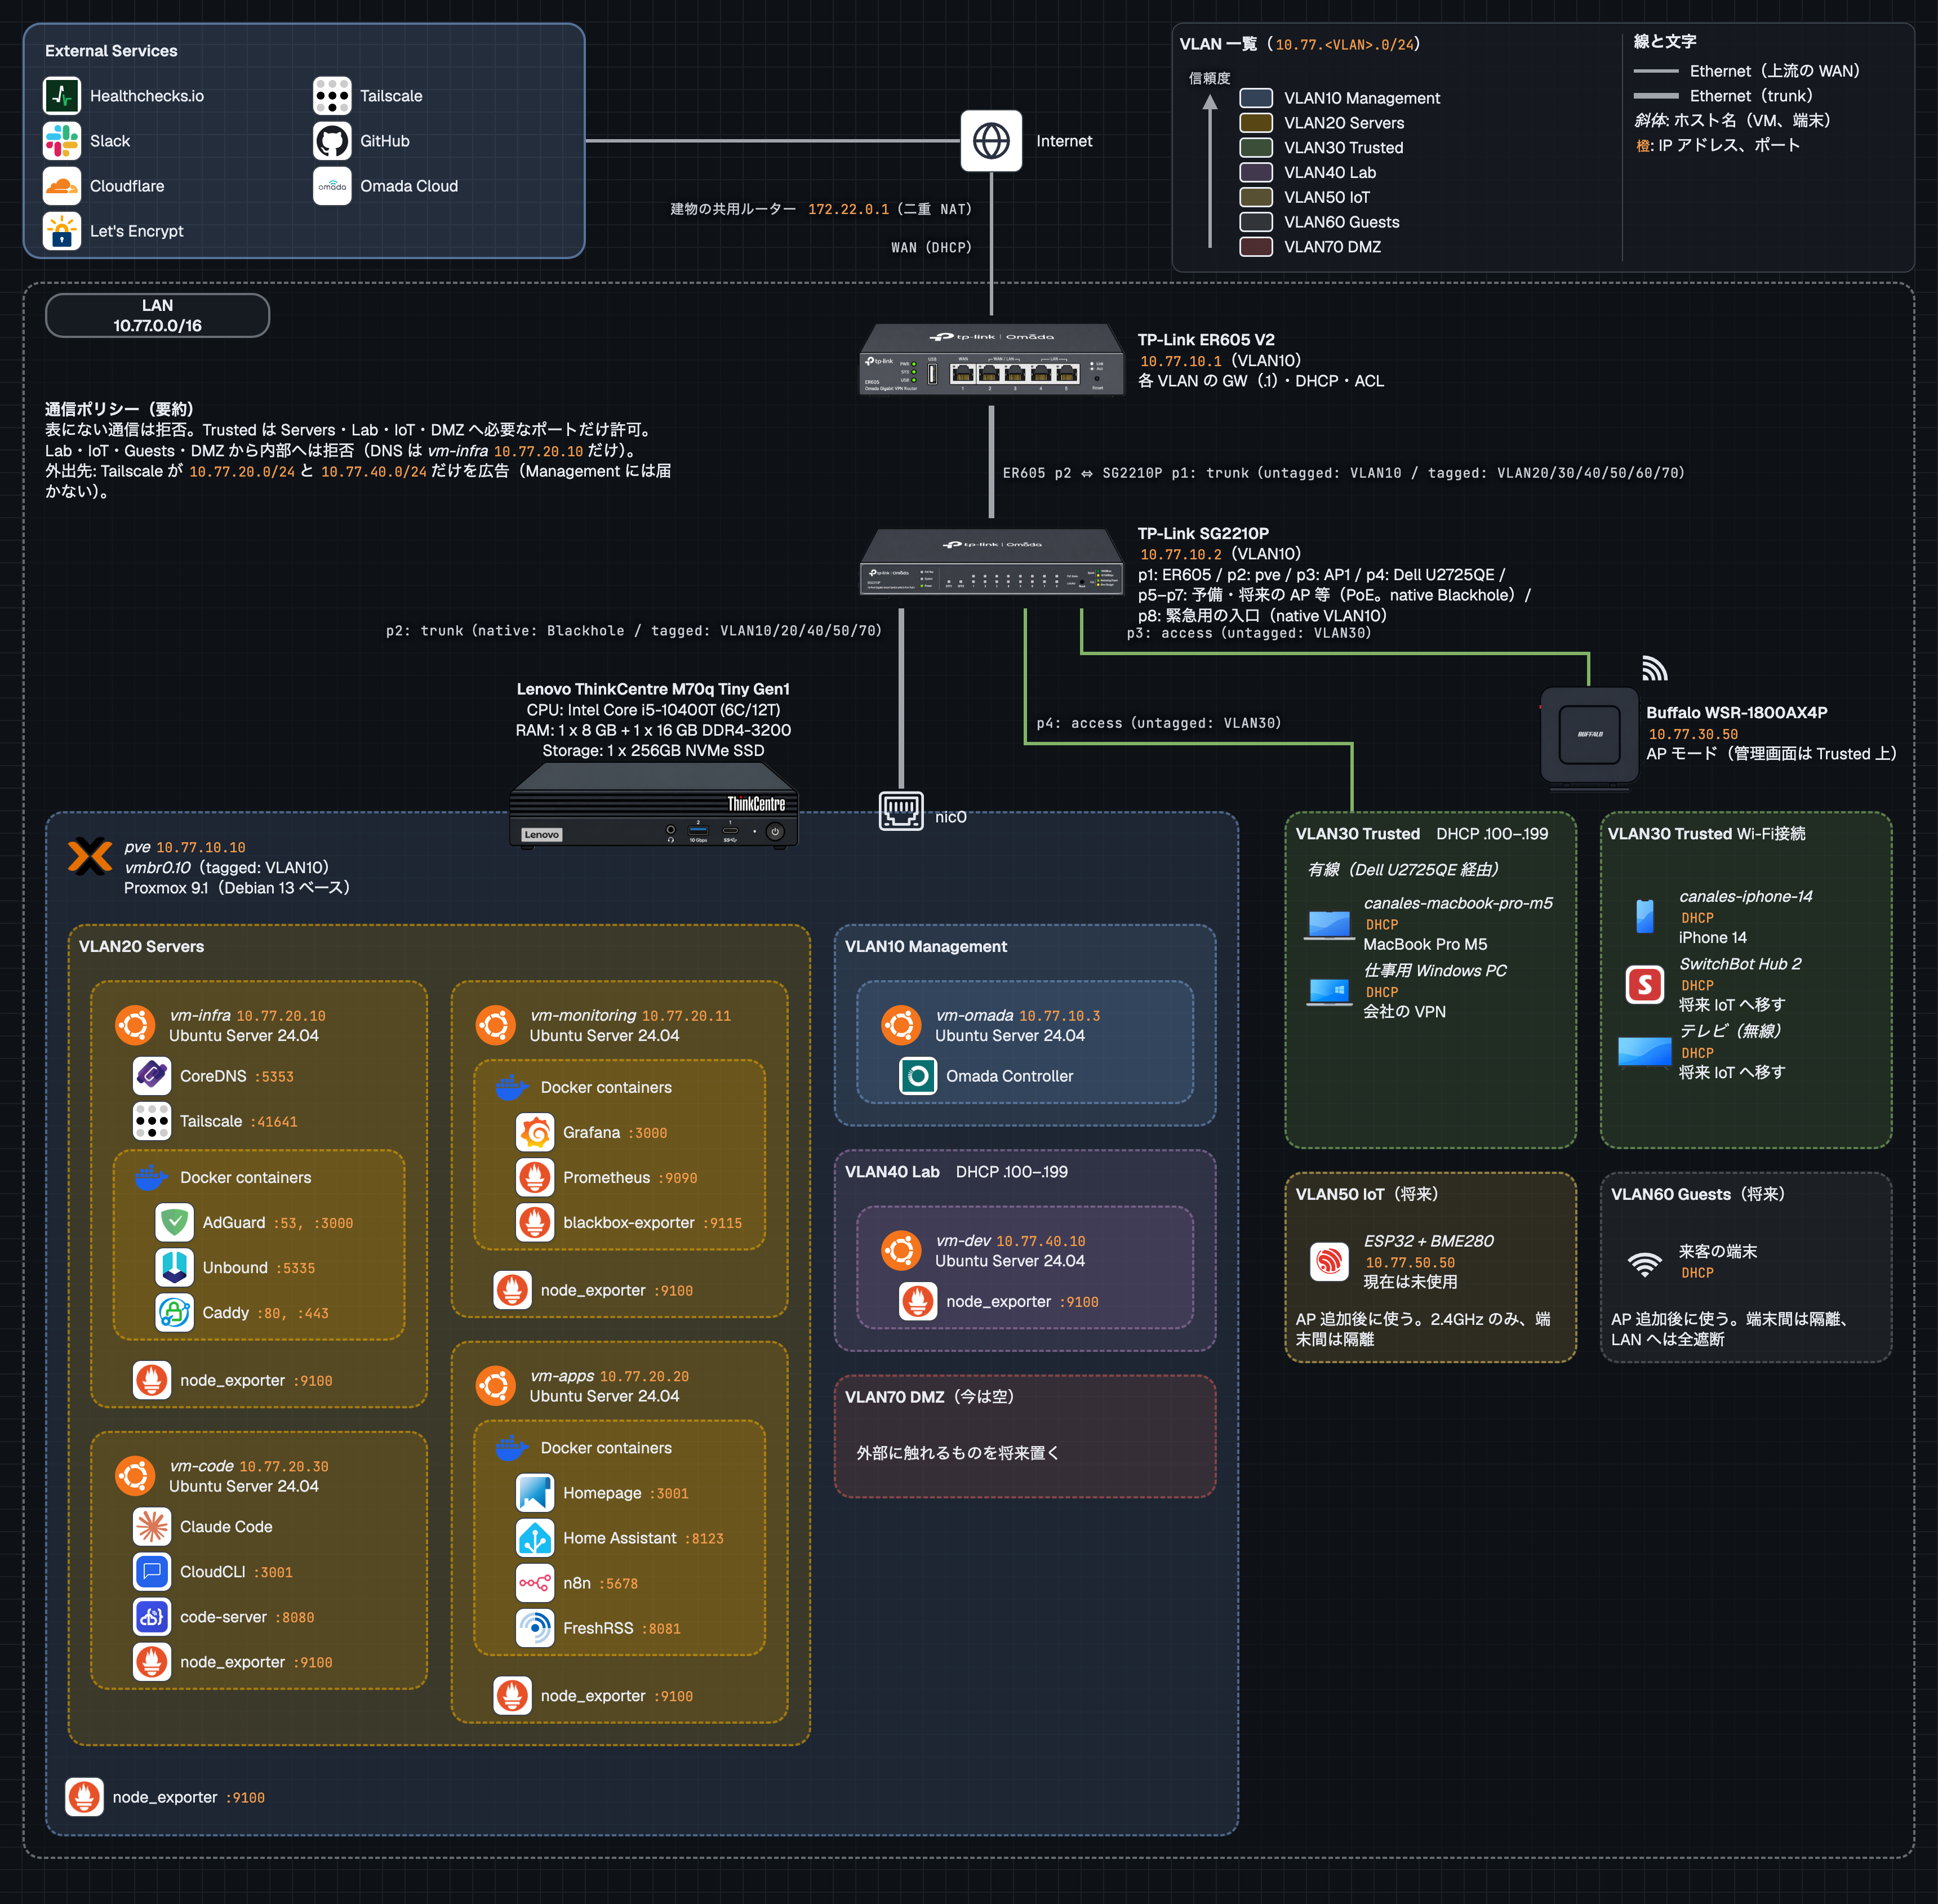 External Services
Healthchecks.io
Tailscale
Slack
GitHub
Cloudflare
omada
Omada Cloud
Let's Encrypt
Internet
建物の共用ルーター 172.22.0.1（二重 NAT）
WAN（DHCP）
VLAN 一覧（10.77.<VLAN>.0/24）
信頼度
VLAN10 Management
VLAN20 Servers
VLAN30 Trusted
VLAN40 Lab
VLAN50 IoT
VLAN60 Guests
VLAN70 DMZ
線と文字
Ethernet（上流の WAN）
Ethernet（trunk）
斜体: ホスト名（VM、端末）
橙: IP アドレス、ポート
LAN
10.77.0.0/16
tp-link | Omada
tp-link
ER605
TP-Link ER605 V2
10.77.10.1（VLAN10）
各 VLAN の GW（.1）・DHCP・ACL
通信ポリシー（要約）
表にない通信は拒否。Trusted は Servers・Lab・IoT・DMZ へ必要なポートだけ許可。
Lab・IoT・Guests・DMZ から内部へは拒否（DNS は vm-infra 10.77.20.10 だけ）。
外出先: Tailscale が 10.77.20.0/24 と 10.77.40.0/24 だけを広告（Management には届
かない）。
ER605 p2 ⇔ SG2210P p1: trunk（untagged: VLAN10 / tagged: VLAN20/30/40/50/60/70）
tp-link | Omada
TP-Link SG2210P
10.77.10.2（VLAN10）
p1: ER605 / p2: pve / p3: AP1 / p4: Dell U2725QE /
p5–p7: 予備・将来の AP 等（PoE。native Blackhole）/
p8: 緊急用の入口（native VLAN10）
p2: trunk（native: Blackhole / tagged: VLAN10/20/40/50/70）
p3: access（untagged: VLAN30）
p4: access（untagged: VLAN30）
Lenovo ThinkCentre M70q Tiny Gen1
CPU: Intel Core i5-10400T (6C/12T)
RAM: 1 x 8 GB + 1 x 16 GB DDR4-3200
Storage: 1 x 256GB NVMe SSD
ThinkCentre
Lenovo
nic0
BUFFALO
Buffalo WSR-1800AX4P
10.77.30.50
AP モード（管理画面は Trusted 上）
pve 10.77.10.10
vmbr0.10（tagged: VLAN10）
Proxmox 9.1（Debian 13 ベース）
VLAN20 Servers
vm-infra 10.77.20.10
Ubuntu Server 24.04
CoreDNS :5353
Tailscale :41641
Docker containers
AdGuard :53, :3000
Unbound :5335
Caddy :80, :443
node_exporter :9100
vm-code 10.77.20.30
Ubuntu Server 24.04
Claude Code
CloudCLI :3001
code-server :8080
node_exporter :9100
vm-monitoring 10.77.20.11
Ubuntu Server 24.04
Docker containers
Grafana :3000
Prometheus :9090
blackbox-exporter :9115
node_exporter :9100
vm-apps 10.77.20.20
Ubuntu Server 24.04
Docker containers
Homepage :3001
Home Assistant :8123
n8n :5678
FreshRSS :8081
node_exporter :9100
VLAN10 Management
vm-omada 10.77.10.3
Ubuntu Server 24.04
Omada Controller
VLAN40 Lab DHCP .100–.199
vm-dev 10.77.40.10
Ubuntu Server 24.04
node_exporter :9100
VLAN70 DMZ（今は空）
外部に触れるものを将来置く
node_exporter :9100
VLAN30 Trusted DHCP .100–.199
有線（Dell U2725QE 経由）
canales-macbook-pro-m5
DHCP
MacBook Pro M5
仕事用 Windows PC
DHCP
会社の VPN
VLAN30 Trusted Wi-Fi接続
canales-iphone-14
DHCP
iPhone 14
SwitchBot Hub 2
DHCP
将来 IoT へ移す
テレビ（無線）
DHCP
将来 IoT へ移す
VLAN50 IoT（将来）
ESP32 + BME280
10.77.50.50
現在は未使用
AP 追加後に使う。2.4GHz のみ、端
末間は隔離
VLAN60 Guests（将来）
来客の端末
DHCP
AP 追加後に使う。端末間は隔離、
LAN へは全遮断